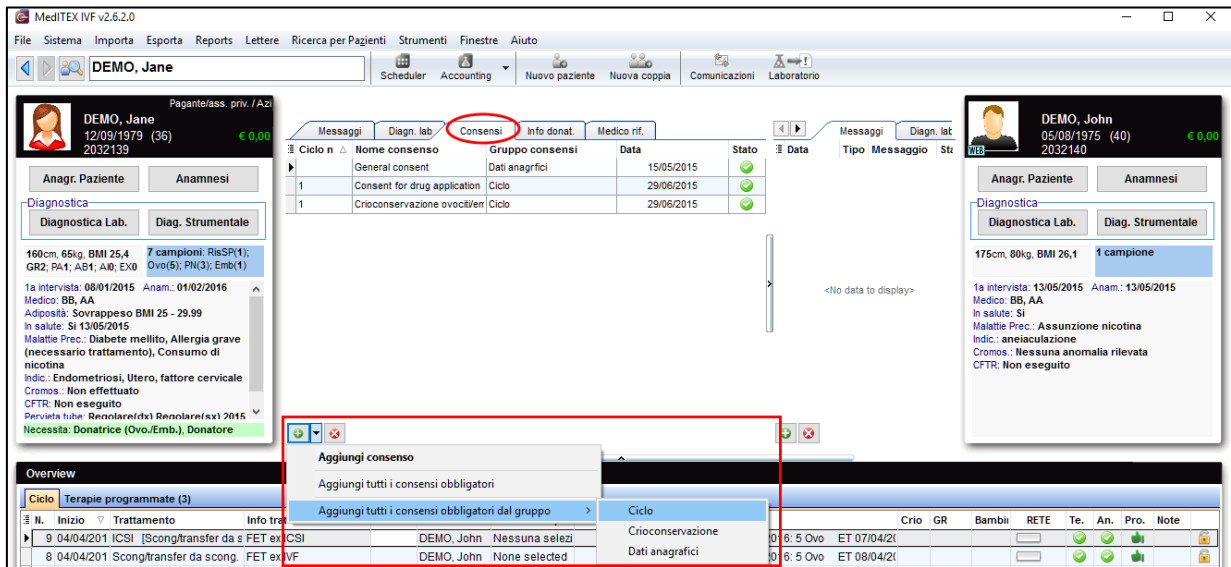 MedITEX IVF v2.6.2.0
File Sistema Importa Esporta Reports Lettere Ricerca per Pazienti Strumenti Finestre Aiuto
DEMO, Jane
Scheduler Accounting Nuovo paziente Nuova coppia Comunicazioni Laboratorio
Pagante/ass. priv. / Azi
DEMO, Jane
12/09/1979 (36) € 0,00
2032139
Anagr. Paziente Anamnesi
Diagnostica
Diagnostica Lab. Diag. Strumentale
160cm, 65kg, BMI 25,4
GR2; PA1; AB1; AI0; EX0
7 campioni: RisSP(1);
Ovo(5); PN(3); Emb(1)
1a intervista: 08/01/2015 Anam.: 01/02/2016
Medico: BB, AA
Adiposità: Sovrappeso BMI 25 - 29.99
In salute: Si 13/05/2015
Malattie Prec.: Diabete mellito, Allergia grave
(necessario trattamento), Consumo di
nicotina
Indic.: Endometriosi, Utero, fattore cervicale
Cromos.: Non effettuato
CFTR: Non eseguito
Pervietà tube: Regolare(dx) Regolare(sx) 2015
Necessita: Donatrice (Ovo./Emb.), Donatore
Messaggi Diagn. lab Consensi Info donat. Medico rif.
Ciclo n Nome consenso Gruppo consensi Data Stato
General consent Dati anagrfici 15/05/2015
1 Consent for drug application Ciclo 29/06/2015
1 Crioconservazione ovociti/em Ciclo 29/06/2015
Messaggi Diagn. lab
Data Tipo Messaggio Sta
<No data to display>
WEB
DEMO, John
05/08/1975 (40) € 0,00
2032140
Anagr. Paziente Anamnesi
Diagnostica
Diagnostica Lab. Diag. Strumentale
175cm, 80kg, BMI 26,1
1 campione
1a intervista: 13/05/2015 Anam.: 13/05/2015
Medico: BB, AA
In salute: Si
Malattie Prec.: Assunzione nicotina
Indic.: aneiaculazione
Cromos.: Nessuna anomalia rilevata
CFTR: Non eseguito
Aggiungi consenso
Aggiungi tutti i consensi obbligatori
Aggiungi tutti i consensi obbligatori dal gruppo
Ciclo
Crioconservazione
Dati anagrafici
Overview
Ciclo Terapie programmate (3)
N. Inizio Trattamento Info trat Crio GR Bambin RETE Te. An. Pro. Note
9 04/04/201 ICSI [Scong/transfer da s FET ex ICSI DEMO, John Nessuna selezi 6: 5 Ovo ET 07/04/20
8 04/04/201 Scong/transfer da scong. FET ex IVF DEMO, John None selected 6: 5 Ovo ET 08/04/20